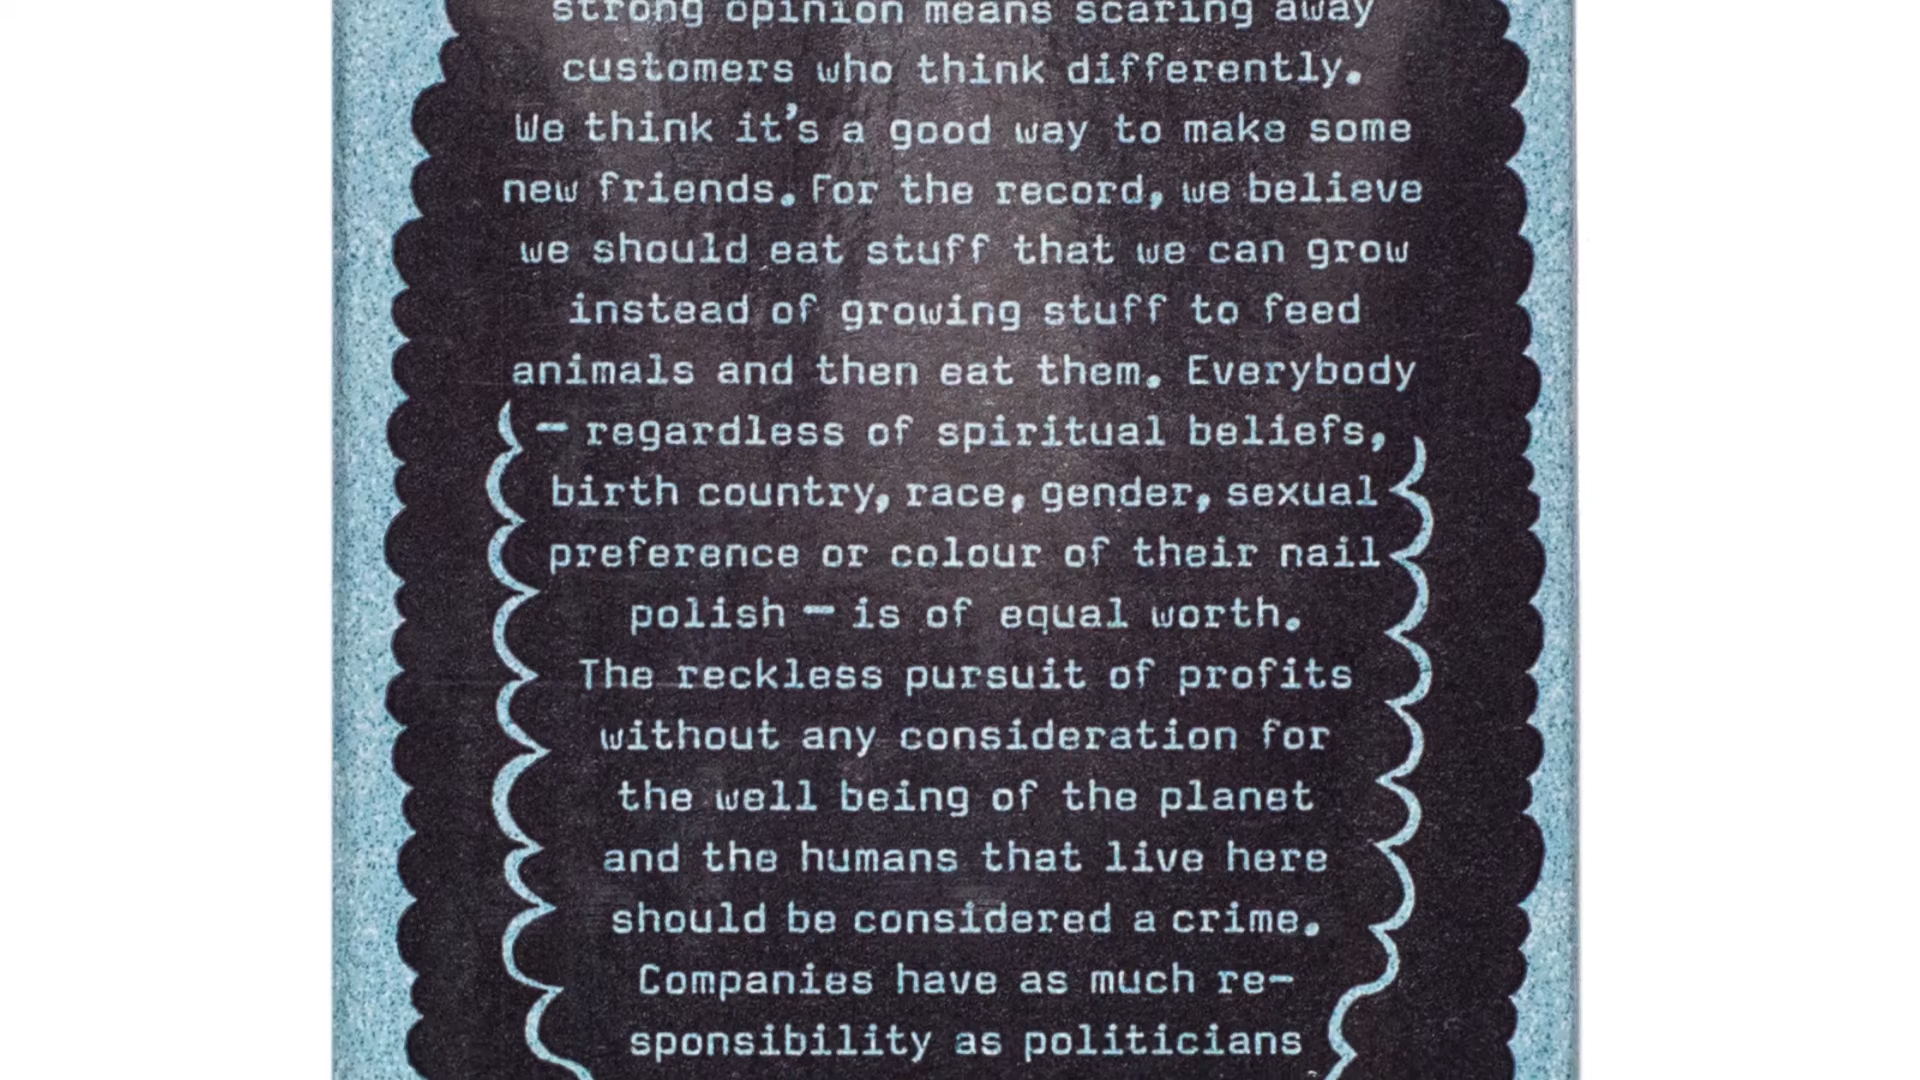 strong opinion means scaring away
customers who think differently.
We think it's a good way to make some
new friends. For the record, we believe
we should eat stuff that we can grow
instead of growing stuff to feed
animals and then eat them. Everybody
– regardless of spiritual beliefs,
birth country, race, gender, sexual
preference or colour of their nail
polish – is of equal worth.
The reckless pursuit of profits
without any consideration for
the well being of the planet
and the humans that live here
should be considered a crime.
Companies have as much re-
sponsibility as politicians